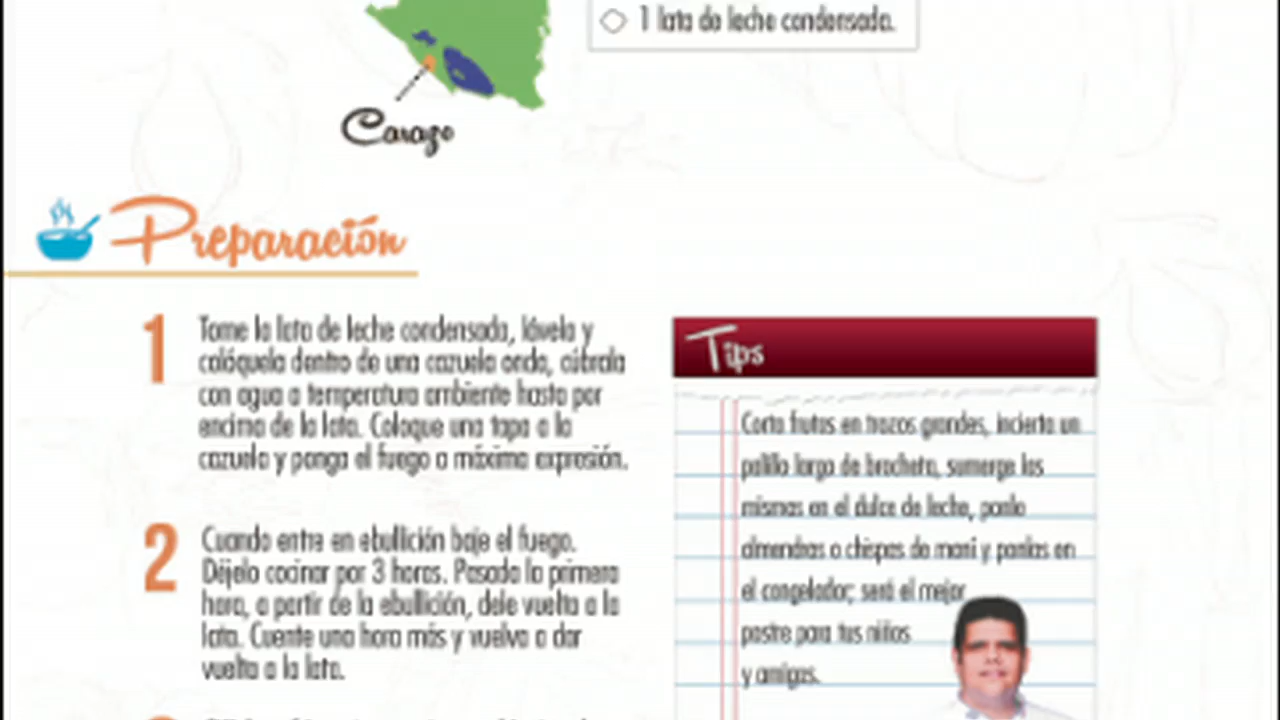 1 lata de leche condensada.
Carazo
Preparación
1
Tome la lata de leche condensada, lávela y
colóquela dentro de una cazuela onda, cúbrala
con agua a temperatura ambiente hasta por
encima de la lata. Coloque una tapa a la
cazuela y ponga el fuego a máxima expresión.
2
Cuando entre en ebullición baje el fuego.
Déjelo cocinar por 3 horas. Pasada la primera
hora, a partir de la ebullición, dele vuelta a la
lata. Cuente una hora más y vuelva a dar
vuelta a la lata.
Tips
Corta frutas en trozos grandes, incierta un
palillo largo de brocheta, sumerge las
mismas en el dulce de leche, ponle
almendras o chispas de maní y ponlas en
el congelador; será el mejor
postre para tus niños
y amigos.